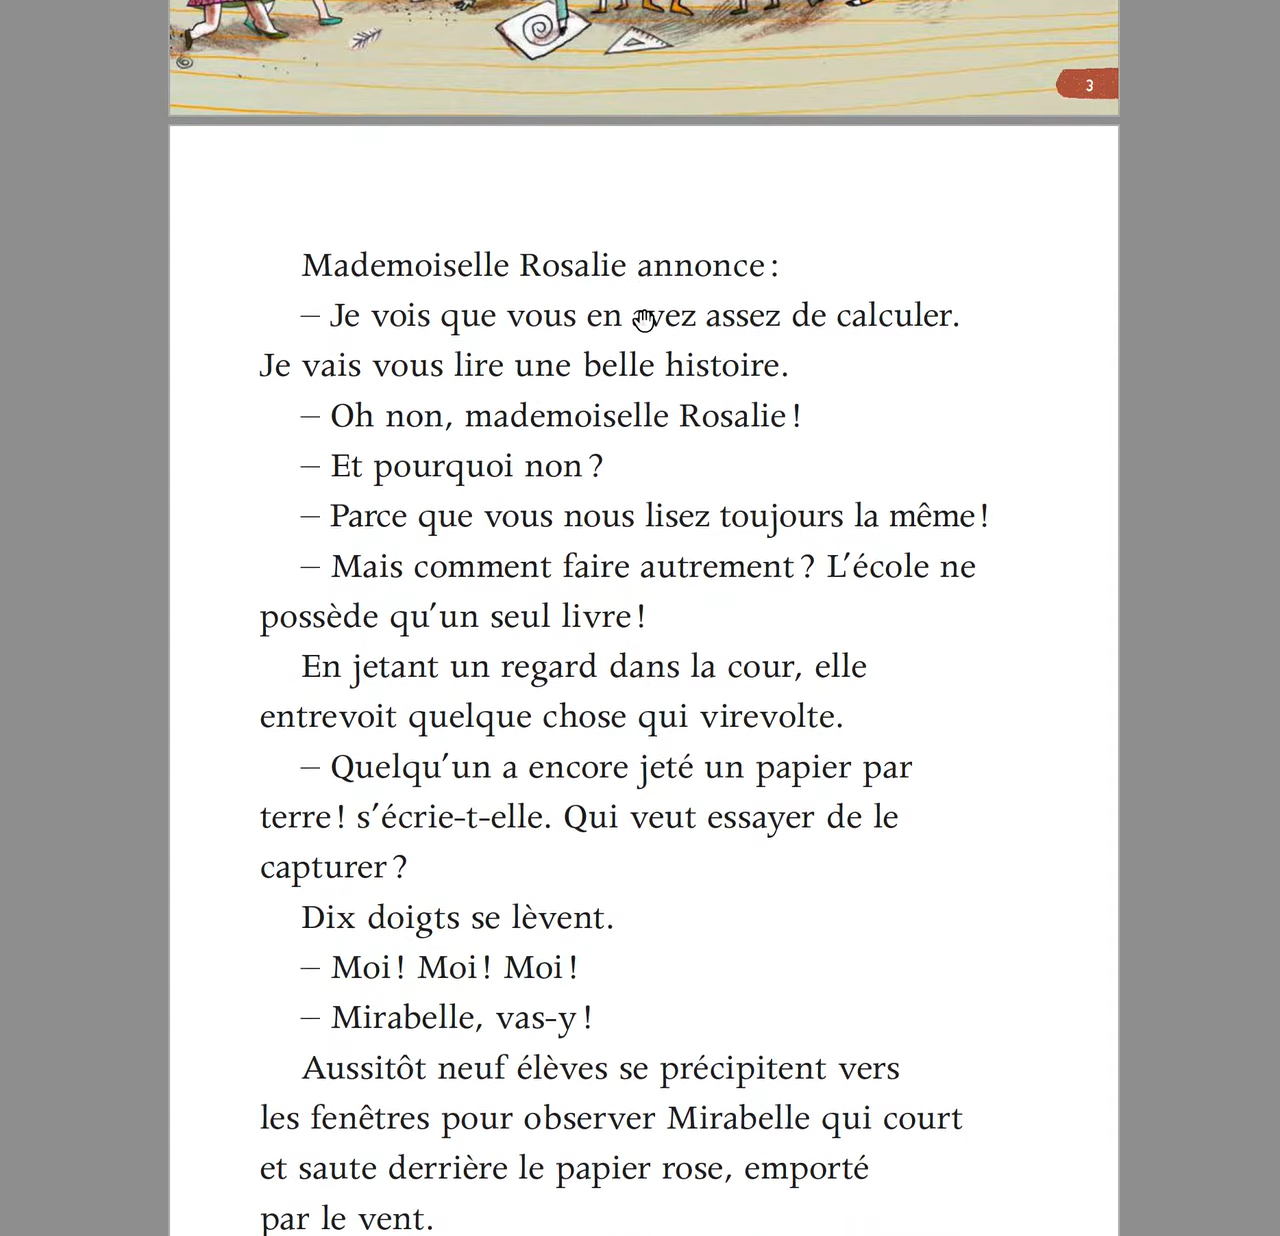 3
Mademoiselle Rosalie annonce :
– Je vois que vous en avez assez de calculer.
Je vais vous lire une belle histoire.
– Oh non, mademoiselle Rosalie !
– Et pourquoi non ?
– Parce que vous nous lisez toujours la même !
– Mais comment faire autrement ? L’école ne
possède qu’un seul livre !
En jetant un regard dans la cour, elle
entrevoit quelque chose qui virevolte.
– Quelqu’un a encore jeté un papier par
terre ! s’écrie-t-elle. Qui veut essayer de le
capturer ?
Dix doigts se lèvent.
– Moi ! Moi ! Moi !
– Mirabelle, vas-y !
Aussitôt neuf élèves se précipitent vers
les fenêtres pour observer Mirabelle qui court
et saute derrière le papier rose, emporté
par le vent.